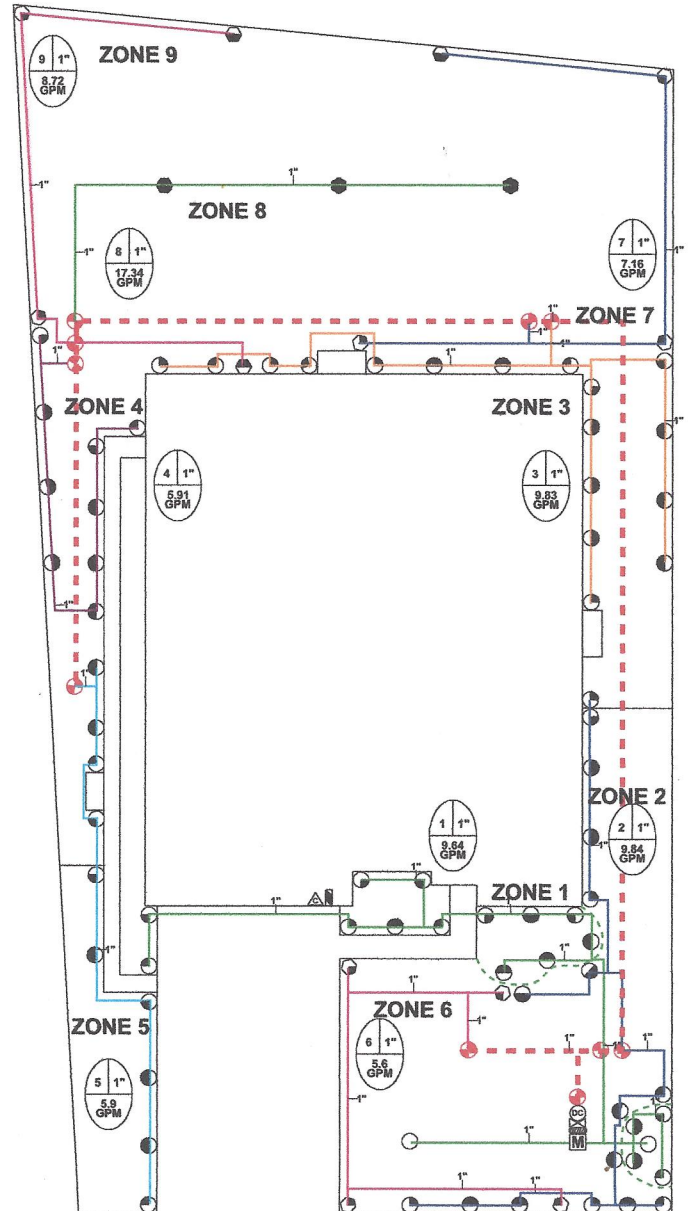 ZONE 9
9 1"
8.72
GPM
1"
1"
ZONE 8
8 1"
17.34
GPM
1"
7 1"
7.16
GPM
1"
ZONE 7
1"
1"
1"
1"
1"
ZONE 4
ZONE 3
1"
4 1"
5.91
GPM
3 1"
9.83
GPM
1"
1"
ZONE 2
1 1"
9.64
GPM
2 1"
9.84
GPM
1"
ZONE 1
1"
1"
1"
1"
ZONE 6
ZONE 5
1"
1"
1"
1"
6 1"
5.6
GPM
5 1"
5.9
GPM
1"
DC
M
1"
1"
1"
1"
1"
C